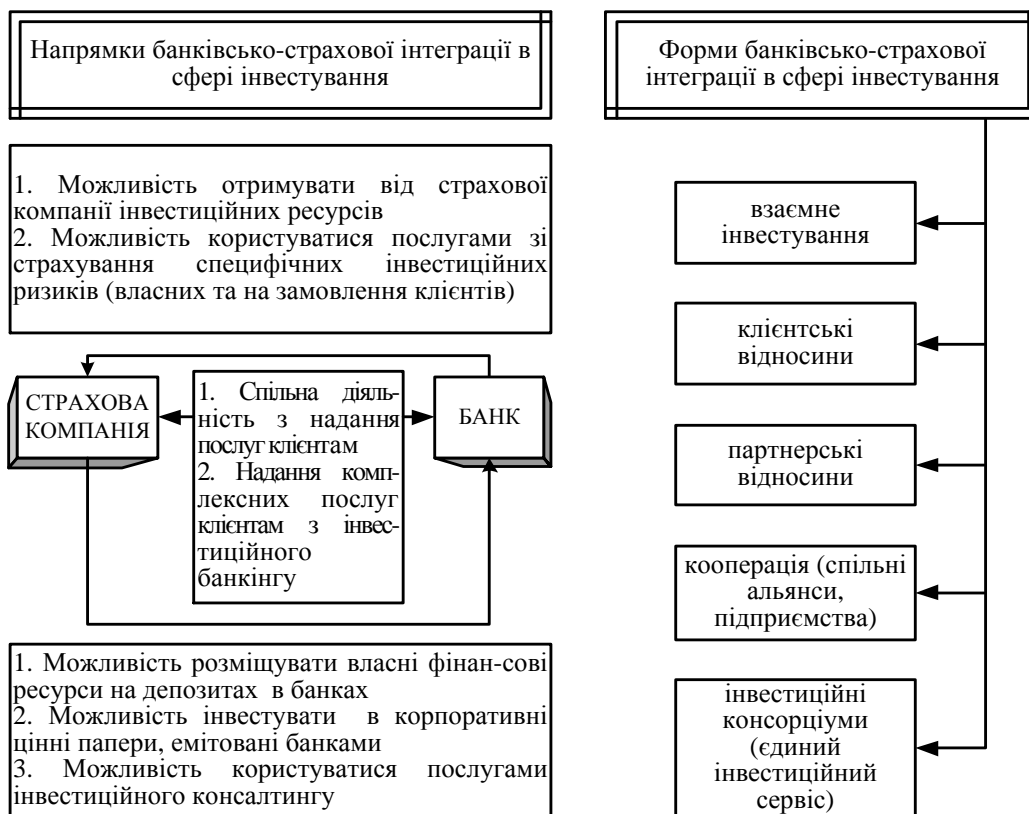 Напрямки банківсько-страхової інтеграції в
сфері інвестування
1. Можливість отримувати від страхової
компанії інвестиційних ресурсів
2. Можливість користуватися послугами зі
страхування специфічних інвестиційних
ризиків (власних та на замовлення клієнтів)
СТРАХОВА
КОМПАНІЯ
1. Спільна діяль-
ність з надання
послуг клієнтам
2. Надання комп-
лексних послуг
клієнтам з інвес-
тиційного
банкінгу
БАНК
1. Можливість розміщувати власні фінан-сові
ресурси на депозитах в банках
2. Можливість інвестувати в корпоративні
цінні папери, емітовані банками
3. Можливість користуватися послугами
інвестиційного консалтингу
Форми банківсько-страхової
інтеграції в сфері інвестування
взаємне
інвестування
клієнтські
відносини
партнерські
відносини
кооперація (спільні
альянси,
підприємства)
інвестиційні
консорціуми
(єдиний
інвестиційний
сервіс)